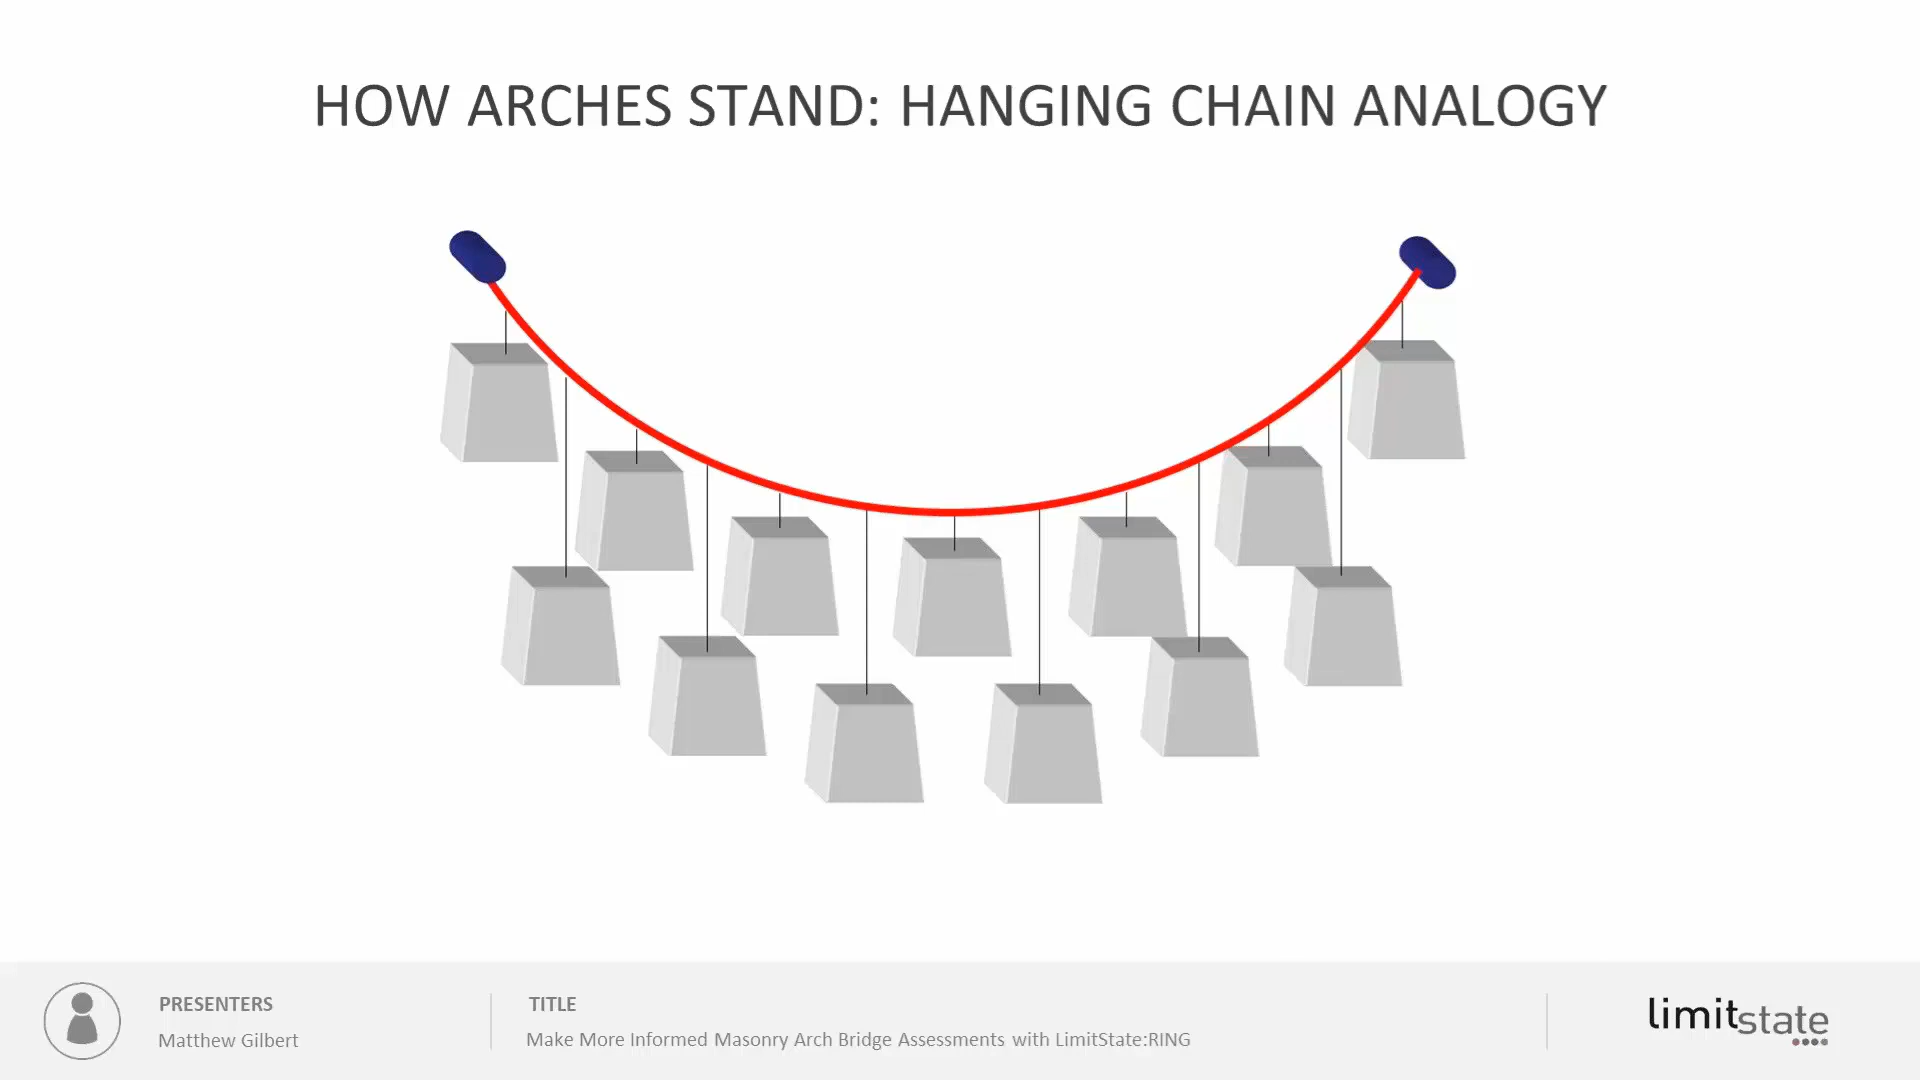 HOW ARCHES STAND: HANGING CHAIN ANALOGY
PRESENTERS
Matthew Gilbert
TITLE
Make More Informed Masonry Arch Bridge Assessments with LimitState:RING
limitstate